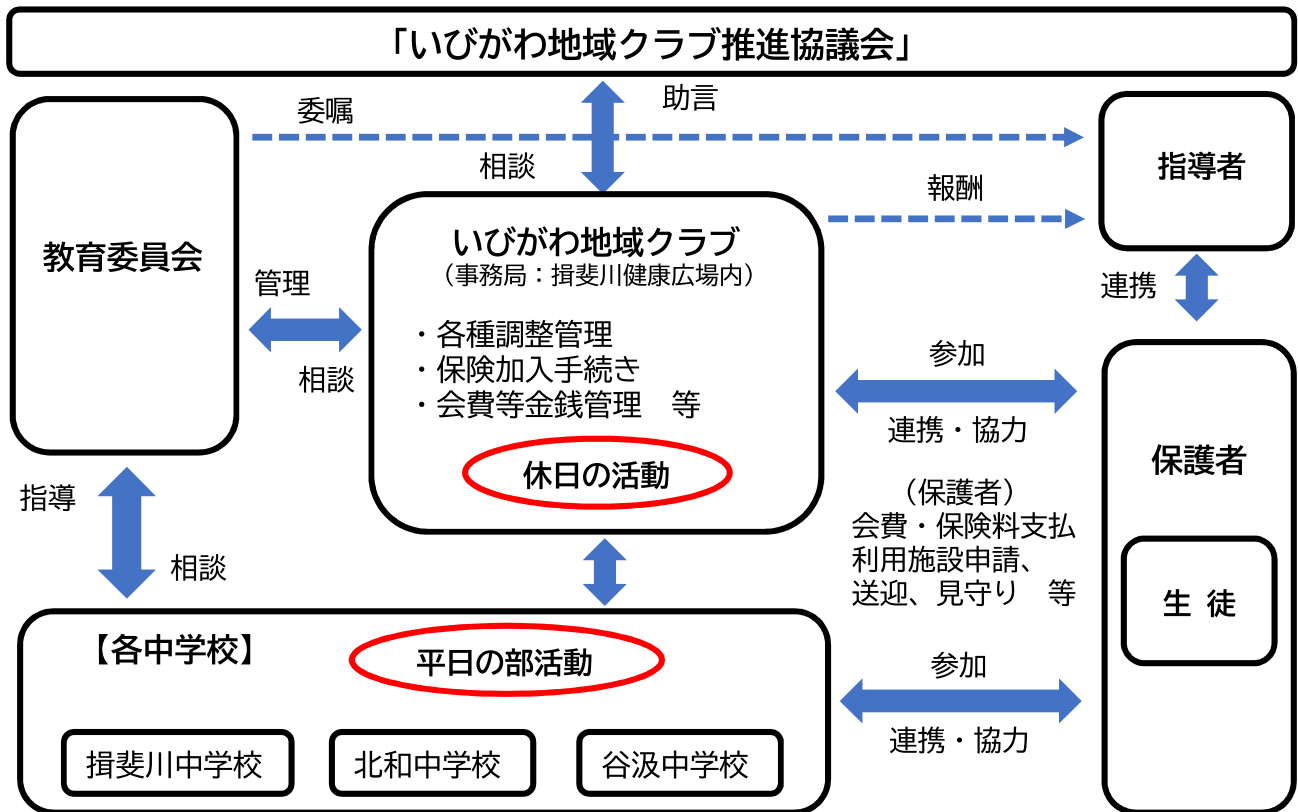 「いびがわ地域クラブ推進協議会」
委嘱
助言
相談
指導者
報酬
教育委員会
いびがわ地域クラブ
（事務局：揖斐川健康広場内）
管理
相談
・各種調整管理
・保険加入手続き
・会費等金銭管理　等
休日の活動
連携
参加
連携・協力
保護者
（保護者）
会費・保険料支払
利用施設申請、
送迎、見守り　等
生 徒
指導
相談
【各中学校】
平日の部活動
参加
連携・協力
揖斐川中学校
北和中学校
谷汲中学校